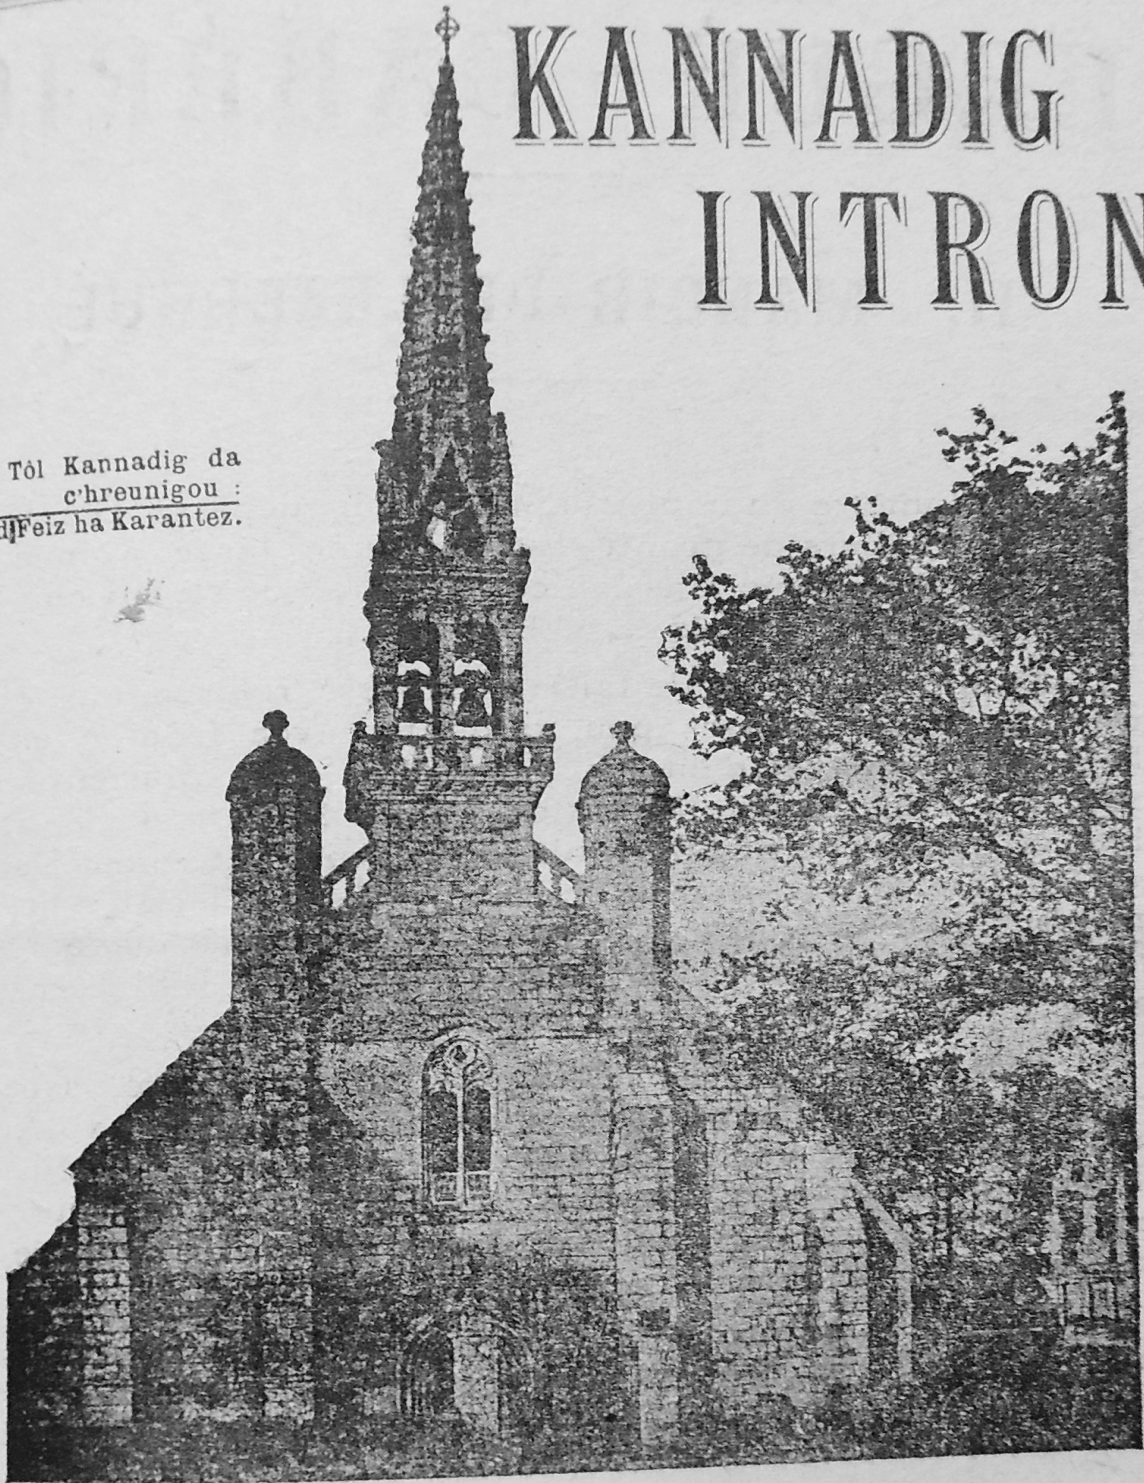 KANNADIG
INTRON
Tôl Kannadig da
c'hreunigou :
Feiz ha Karantez.